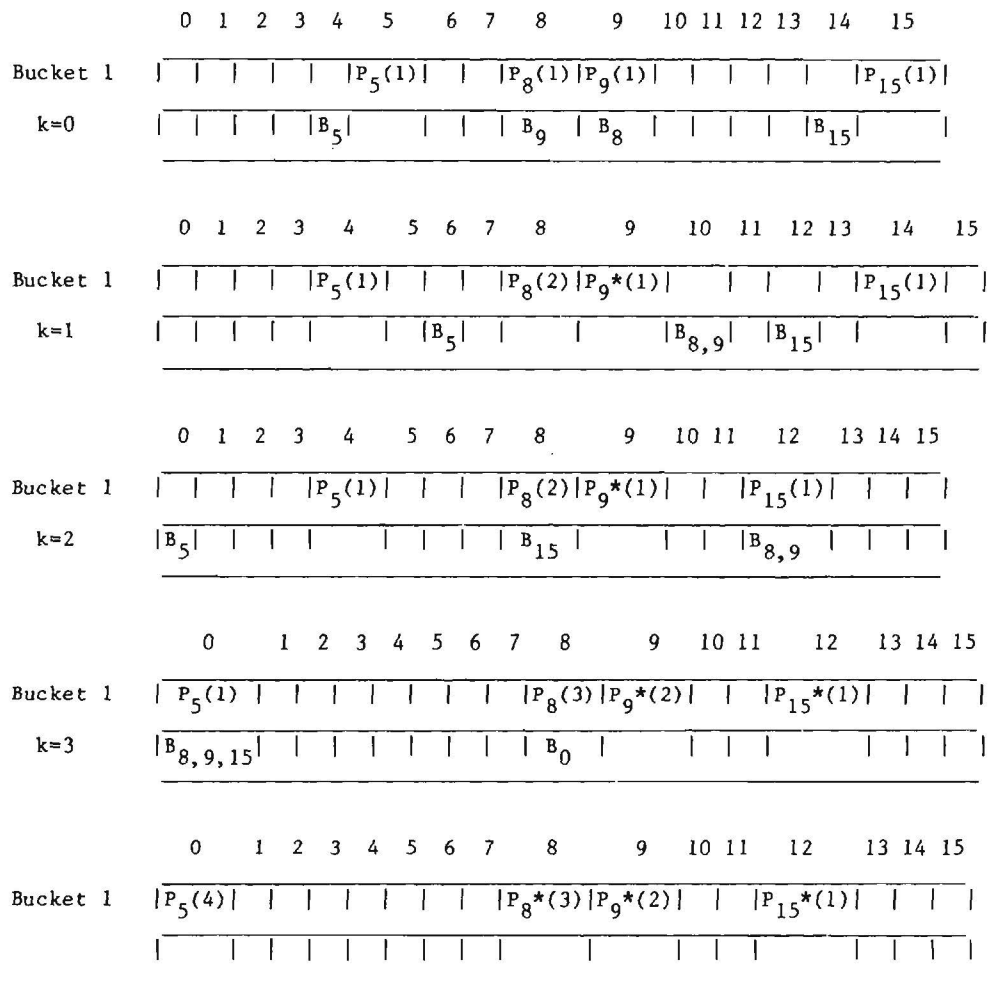 0 1 2 3 4 5 6 7 8 9 10 11 12 13 14 15
Bucket 1 | | | | | |P₅(1)| | |P₈(1)|P₉(1)| | | | | |P₁₅(1)|
k=0 | | | | |B₅| | | | B₉ | B₈ | | | | |B₁₅| |
0 1 2 3 4 5 6 7 8 9 10 11 12 13 14 15
Bucket 1 | | | | |P₅(1)| | | |P₈(2)|P₉*(1)| | | | |P₁₅(1)| |
k=1 | | | | | | |B₅| | | |B₈,₉| |B₁₅| | | |
0 1 2 3 4 5 6 7 8 9 10 11 12 13 14 15
Bucket 1 | | | | |P₅(1)| | | |P₈(2)|P₉*(1)| | |P₁₅(1)| | | |
k=2 |B₅| | | | | | | | B₁₅ | | | |B₈,₉ | | | |
0 1 2 3 4 5 6 7 8 9 10 11 12 13 14 15
Bucket 1 | P₅(1) | | | | | | | |P₈(3)|P₉*(2)| | |P₁₅*(1)| | | |
k=3 |B₈,₉,₁₅| | | | | | | | B₀ | | | | | | | |
0 1 2 3 4 5 6 7 8 9 10 11 12 13 14 15
Bucket 1 |P₅(4)| | | | | | | |P₈*(3)|P₉*(2)| | |P₁₅*(1)| | | |
| | | | | | | | | | | | | | | |